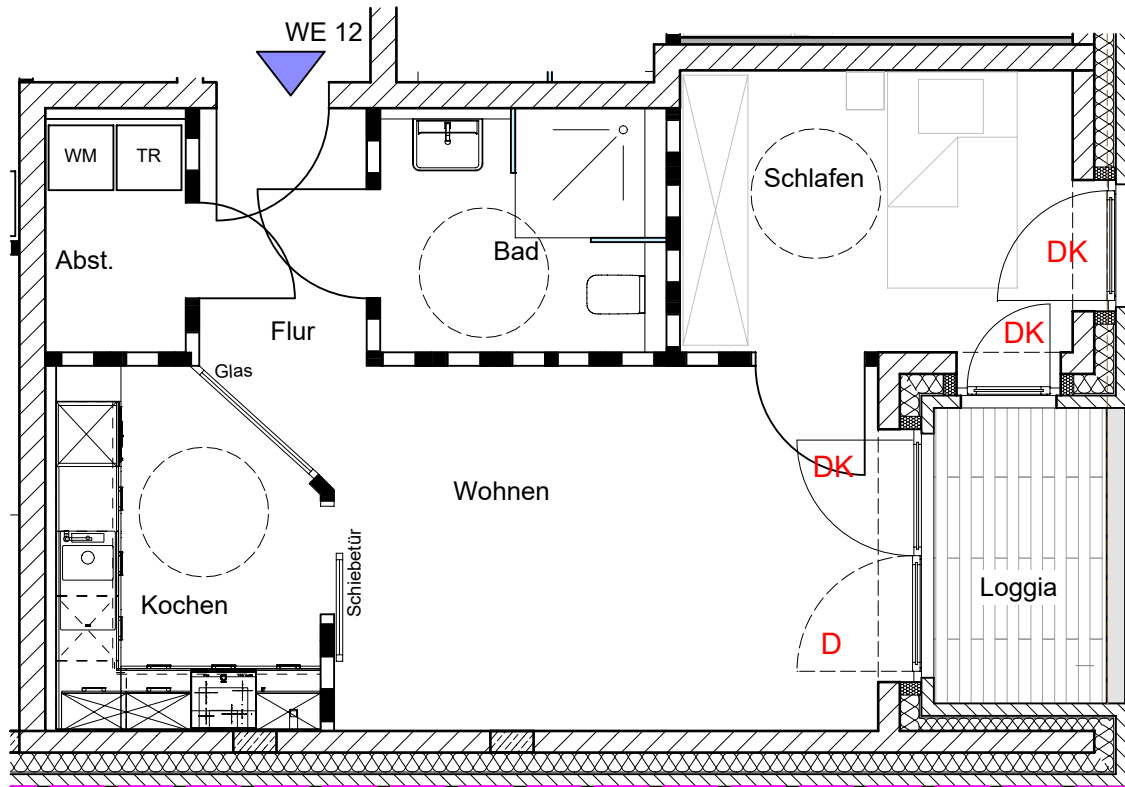 WE 12
WM
TR
Schlafen
Bad
DK
Abst.
Flur
DK
Glas
DK
Wohnen
Schiebetür
Loggia
Kochen
D